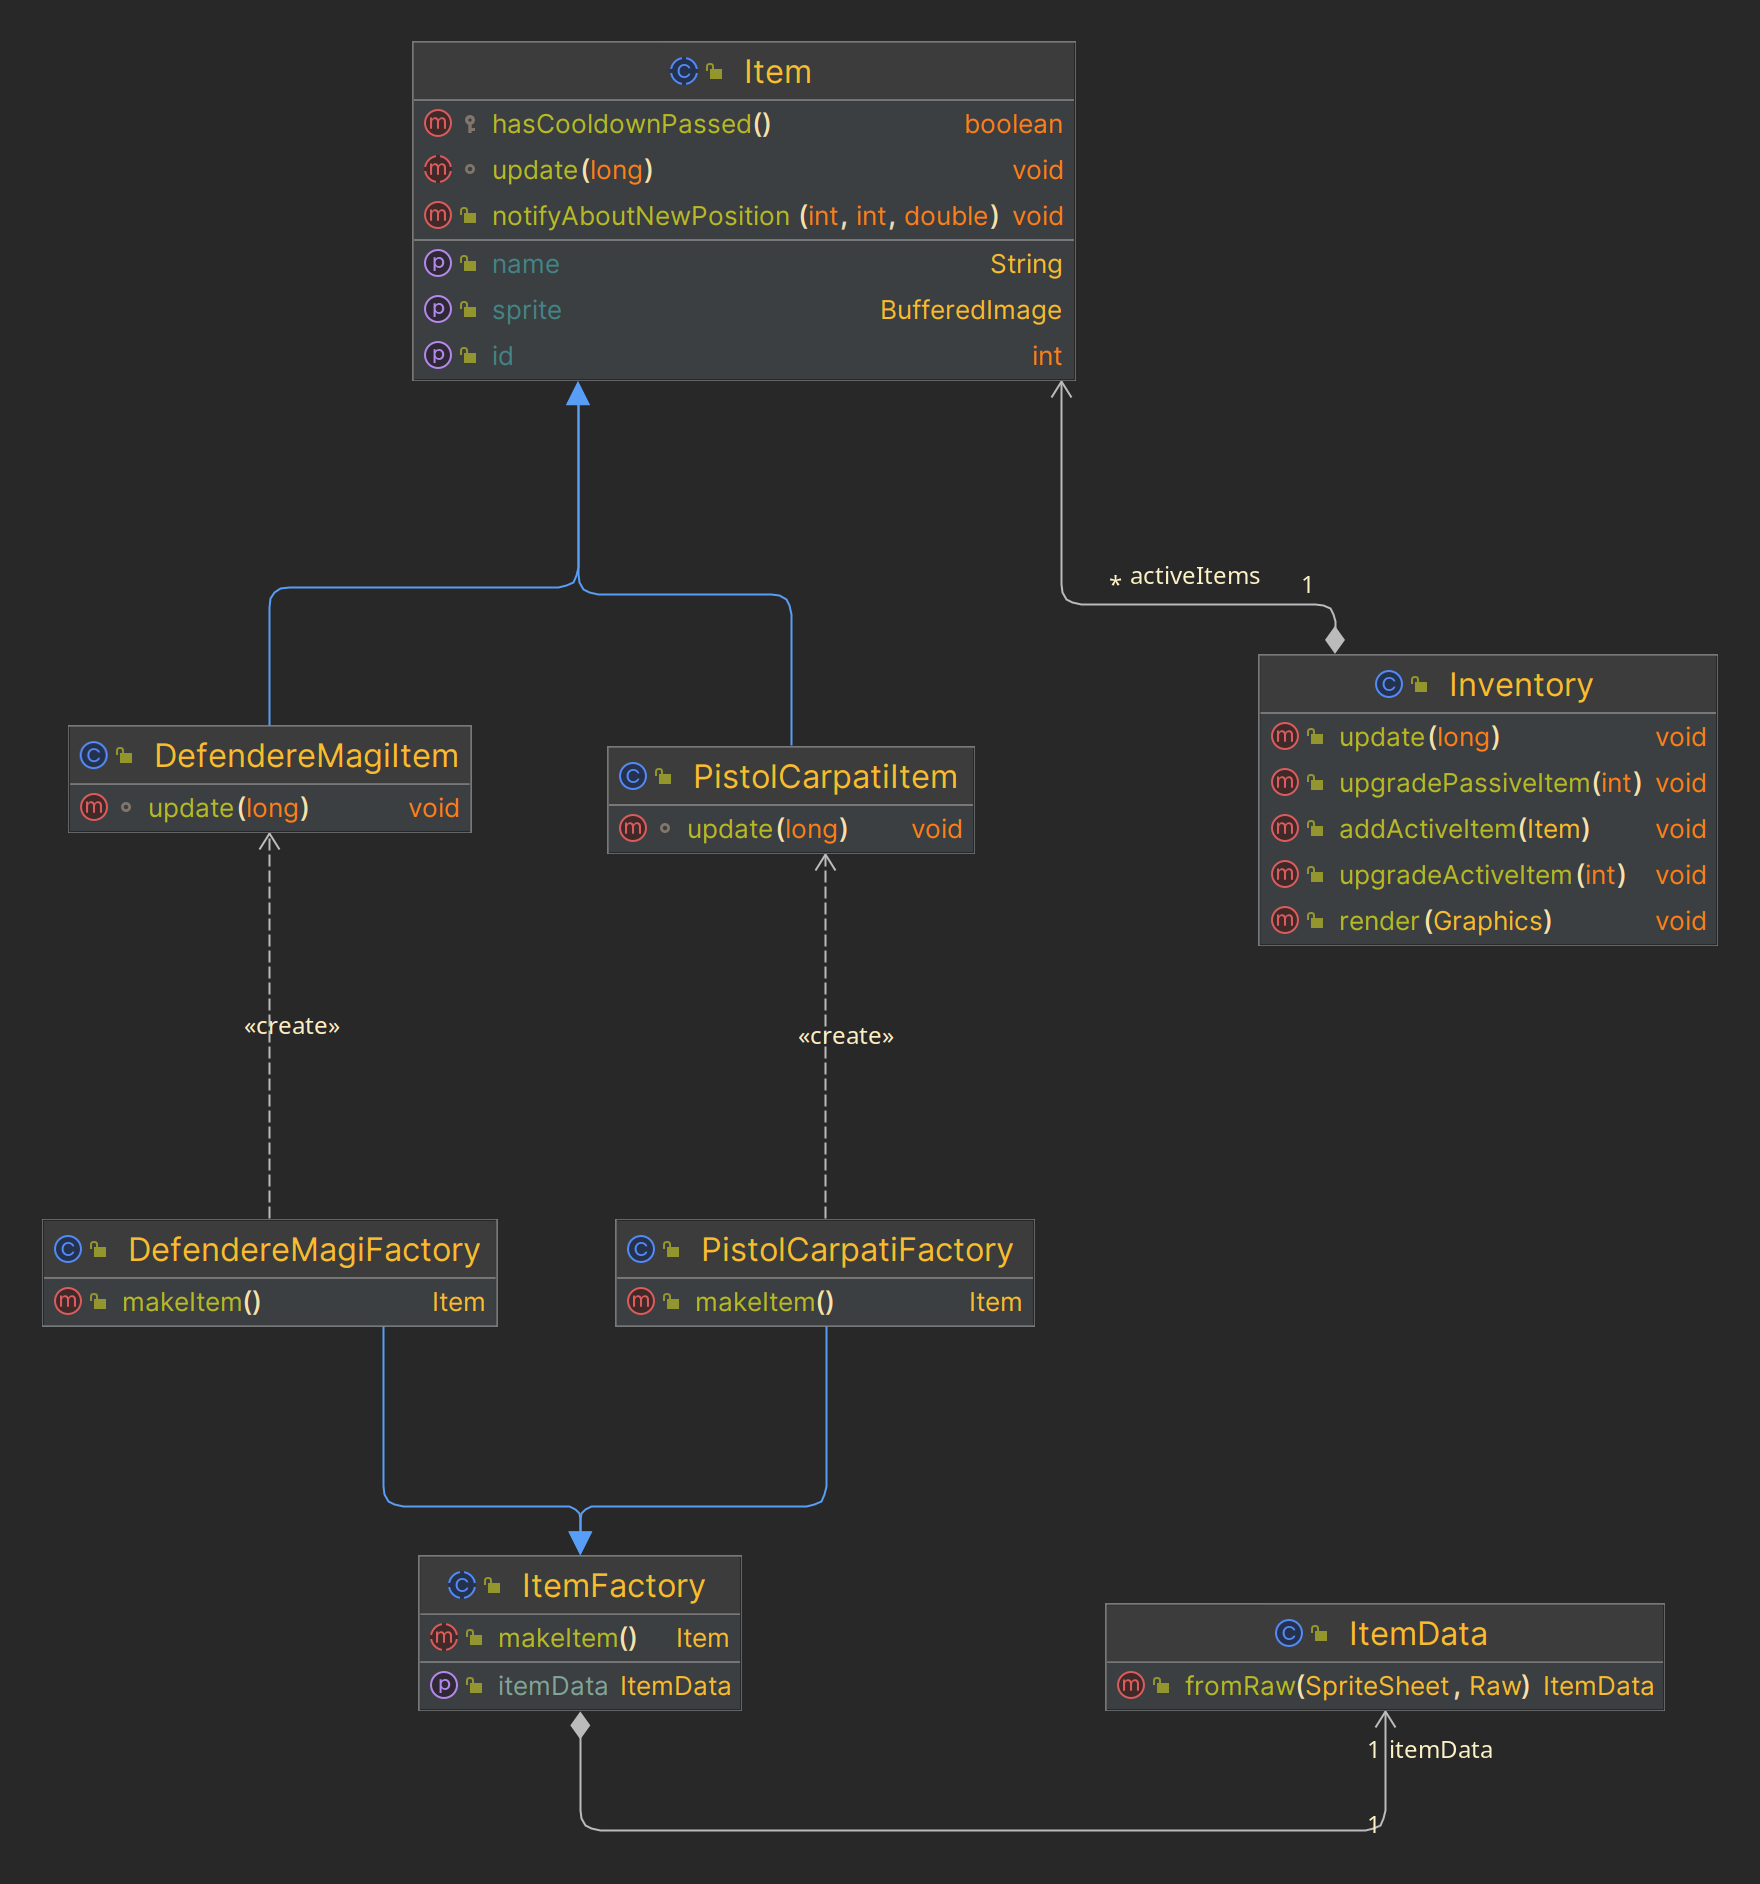 Item
hasCooldownPassed() boolean
update(long) void
notifyAboutNewPosition (int, int, double) void
name String
sprite BufferedImage
id int
* activeItems 1
Inventory
update(long) void
upgradePassiveItem(int) void
addActiveItem(Item) void
upgradeActiveItem(int) void
render(Graphics) void
DefendereMagiItem
update(long) void
PistolCarpatiItem
update(long) void
«create»
«create»
DefendereMagiFactory
makeItem() Item
PistolCarpatiFactory
makeItem() Item
ItemFactory
makeItem() Item
itemData ItemData
ItemData
fromRaw(SpriteSheet, Raw) ItemData
1 itemData
1